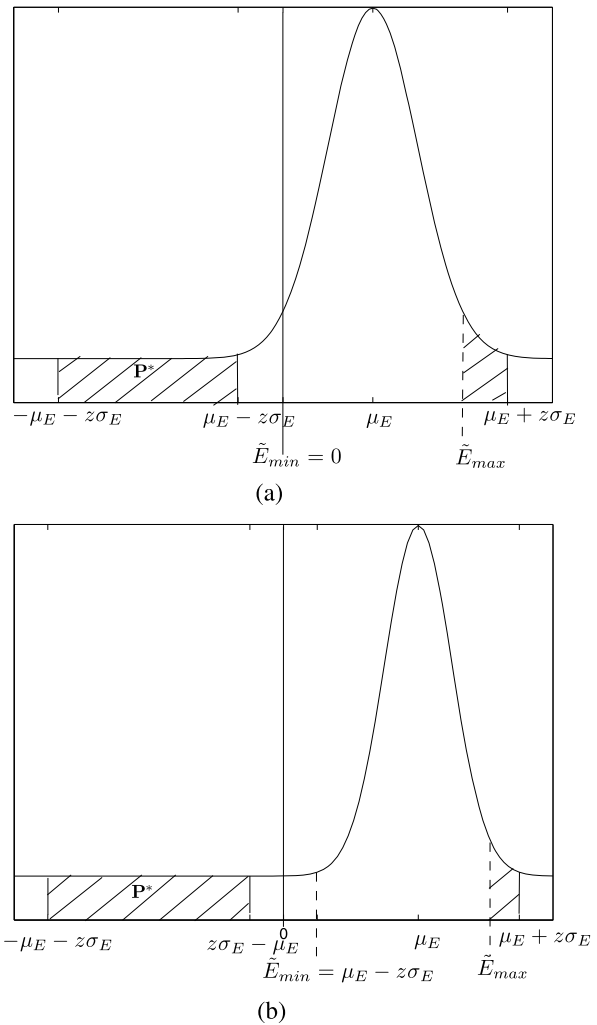 P*
−μ_E − zσ_E μ_E − zσ_E μ_E μ_E + zσ_E
Ẽ_min = 0 Ẽ_max
(a)
P*
−μ_E − zσ_E zσ_E − μ_E 0 μ_E μ_E + zσ_E
Ẽ_min = μ_E − zσ_E Ẽ_max
(b)